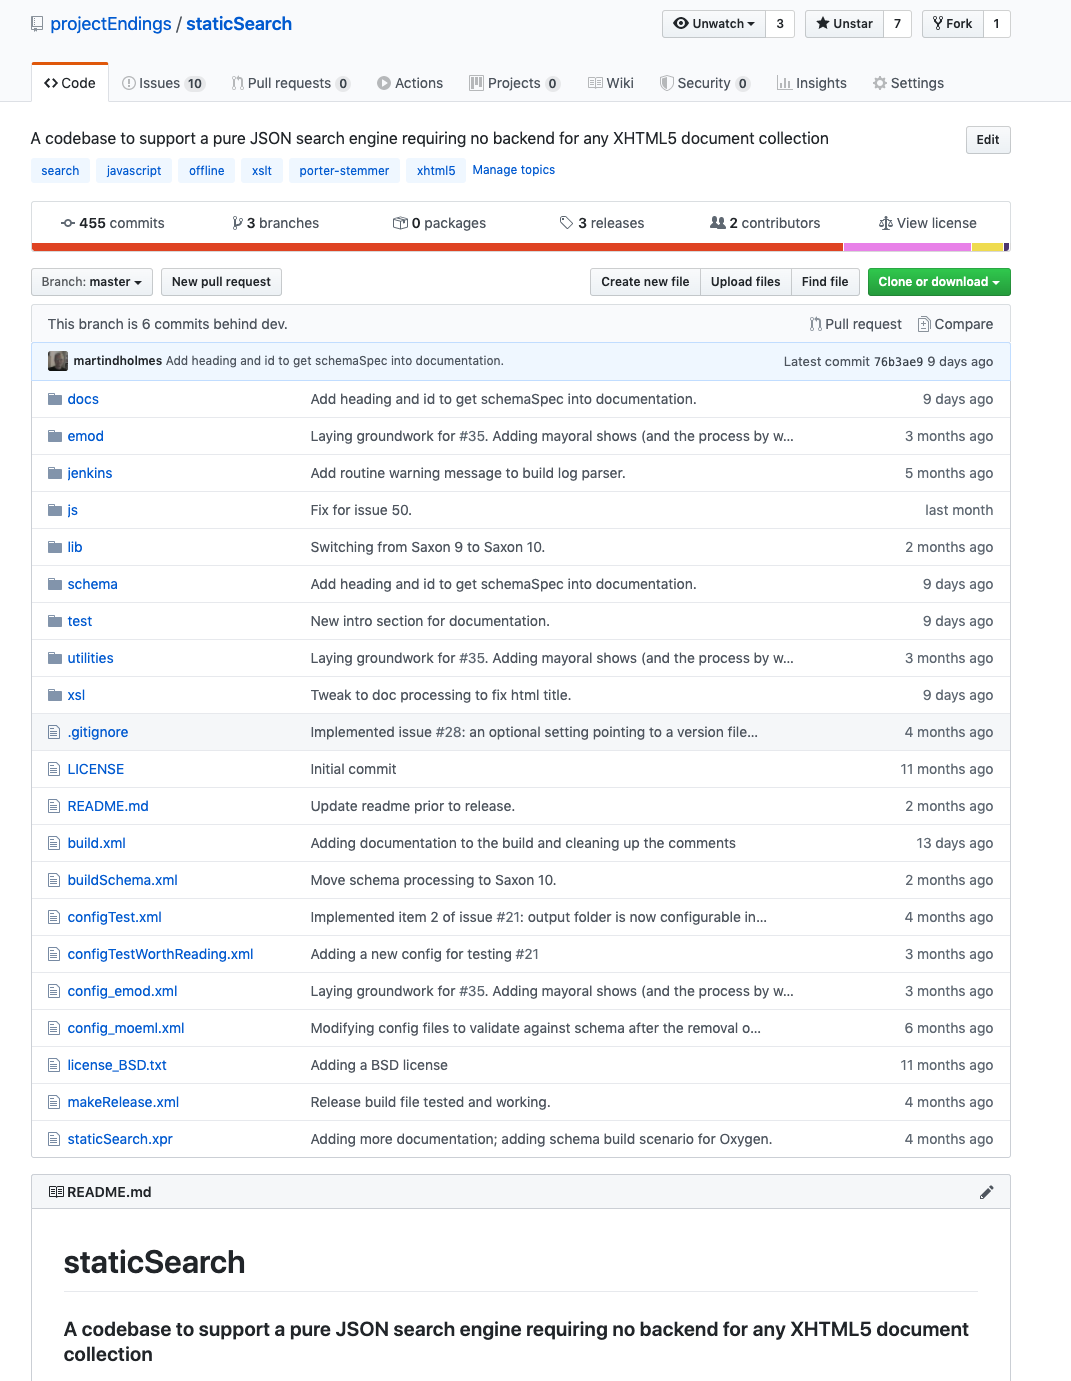 projectEndings / staticSearch
Unwatch 3 Unstar 7 Fork 1
Code Issues 10 Pull requests 0 Actions Projects 0 Wiki Security 0 Insights Settings
A codebase to support a pure JSON search engine requiring no backend for any XHTML5 document collection Edit
search javascript offline xslt porter-stemmer xhtml5 Manage topics
455 commits 3 branches 0 packages 3 releases 2 contributors View license
Branch: master New pull request Create new file Upload files Find file Clone or download
This branch is 6 commits behind dev. Pull request Compare
martindholmes Add heading and id to get schemaSpec into documentation. Latest commit 76b3ae9 9 days ago
docs Add heading and id to get schemaSpec into documentation. 9 days ago
emod Laying groundwork for #35. Adding mayoral shows (and the process by w... 3 months ago
jenkins Add routine warning message to build log parser. 5 months ago
js Fix for issue 50. last month
lib Switching from Saxon 9 to Saxon 10. 2 months ago
schema Add heading and id to get schemaSpec into documentation. 9 days ago
test New intro section for documentation. 9 days ago
utilities Laying groundwork for #35. Adding mayoral shows (and the process by w... 3 months ago
xsl Tweak to doc processing to fix html title. 9 days ago
.gitignore Implemented issue #28: an optional setting pointing to a version file... 4 months ago
LICENSE Initial commit 11 months ago
README.md Update readme prior to release. 2 months ago
build.xml Adding documentation to the build and cleaning up the comments 13 days ago
buildSchema.xml Move schema processing to Saxon 10. 2 months ago
configTest.xml Implemented item 2 of issue #21: output folder is now configurable in... 4 months ago
configTestWorthReading.xml Adding a new config for testing #21 3 months ago
config_emod.xml Laying groundwork for #35. Adding mayoral shows (and the process by w... 3 months ago
config_moeml.xml Modifying config files to validate against schema after the removal o... 6 months ago
license_BSD.txt Adding a BSD license 11 months ago
makeRelease.xml Release build file tested and working. 4 months ago
staticSearch.xpr Adding more documentation; adding schema build scenario for Oxygen. 4 months ago
README.md
staticSearch
A codebase to support a pure JSON search engine requiring no backend for any XHTML5 document
collection